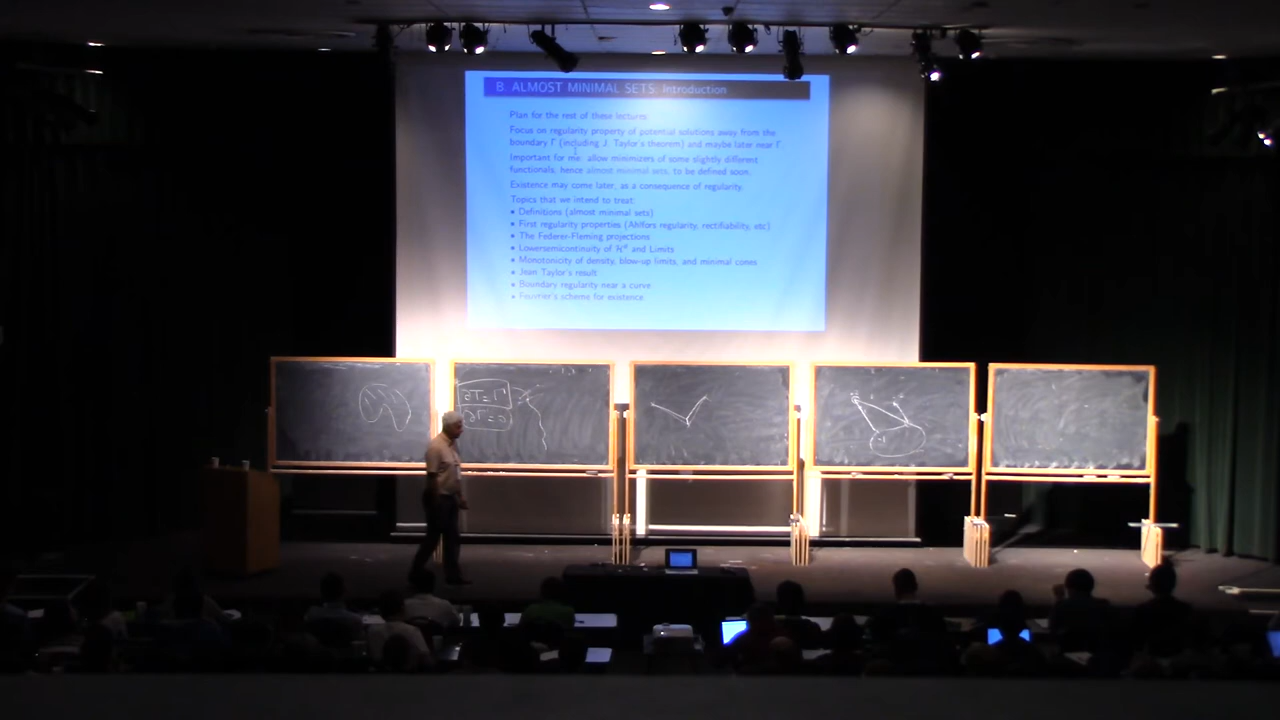 B. ALMOST MINIMAL SETS: Introduction
Plan for the rest of these lectures:
Focus on regularity property of potential solutions away from the
boundary Γ (including J. Taylor's theorem) and maybe later near Γ.
Important for me: allow minimizers of some slightly different
functionals, hence almost minimal sets, to be defined soon.
Existence may come later, as a consequence of regularity.
Topics that we intend to treat:
• Definitions (almost minimal sets)
• First regularity properties (Ahlfors regularity, rectifiability, etc)
• The Federer-Fleming projections
• Lowersemicontinuity of H^d and Limits
• Monotonicity of density, blow-up limits, and minimal cones
• Jean Taylor's result
• Boundary regularity near a curve
• Feuvrier's scheme for existence.
∂T=Γ